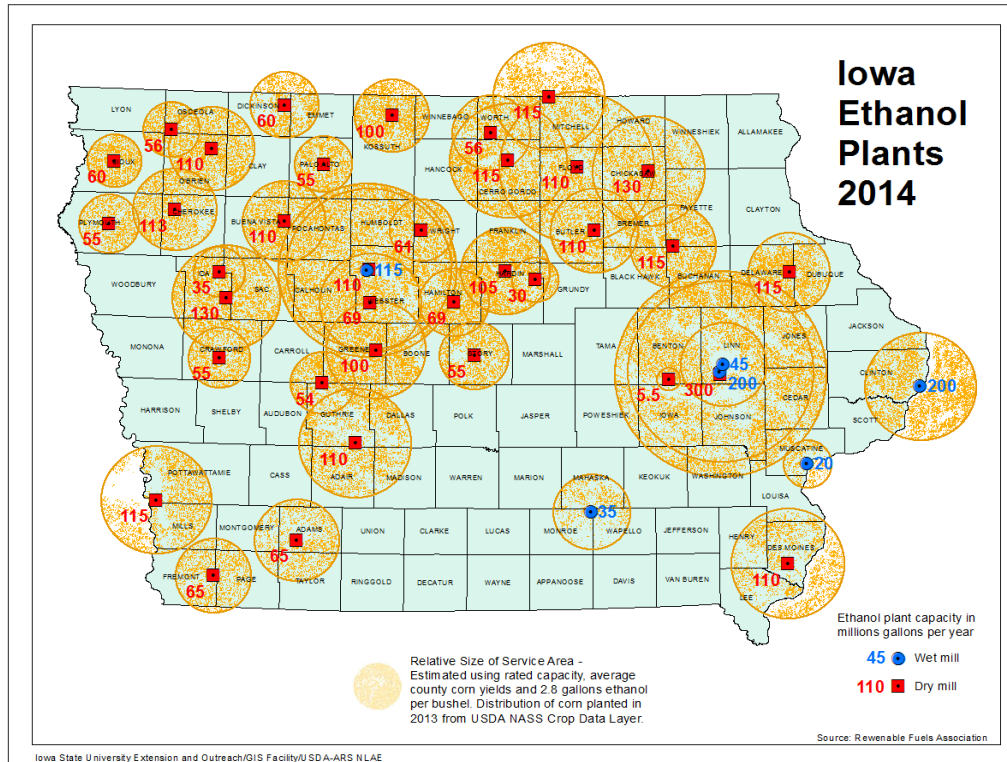 Iowa
Ethanol
Plants
2014
LYON
OSCEOLA
DICKINSON
EMMET
60
100
KOSSUTH
WINNEBAGO
WORTH
115
MITCHELL
HOWARD
WINNESHIEK
ALLAMAKEE
56
110
60
O'BRIEN
CLAY
PALO ALTO
55
HANCOCK
56
115
CERRO GORDO
110
CHICKASAW
130
PLYMOUTH
55
113
CHEROKEE
BUENA VISTA
110
POCAHONTAS
HUMBOLDT
61
WRIGHT
FRANKLIN
BUTLER
110
BREMER
FAYETTE
CLAYTON
115
WOODBURY
IDA
35
SAC
130
CALHOUN
110
115
WEBSTER
69
HAMILTON
69
HARDIN
105
30
GRUNDY
BLACK HAWK
BUCHANAN
DELAWARE
115
DUBUQUE
MONONA
CRAWFORD
55
CARROLL
GREENE
100
BOONE
STORY
55
MARSHALL
TAMA
BENTON
LINN
45
200
JONES
JACKSON
CLINTON
200
HARRISON
SHELBY
AUDUBON
54
GUTHRIE
DALLAS
POLK
JASPER
POWESHIEK
5.5
IOWA
300
JOHNSON
CEDAR
SCOTT
MUSCATINE
20
POTTAWATTAMIE
CASS
110
ADAIR
MADISON
WARREN
MARION
MAHASKA
KEOKUK
WASHINGTON
LOUISA
115
MILLS
MONTGOMERY
ADAMS
65
UNION
CLARKE
LUCAS
MONROE
35
WAPELLO
JEFFERSON
HENRY
DES MOINES
110
FREMONT
65
PAGE
TAYLOR
RINGGOLD
DECATUR
WAYNE
APPANOOSE
DAVIS
VAN BUREN
LEE
Relative Size of Service Area -
Estimated using rated capacity, average
county corn yields and 2.8 gallons ethanol
per bushel. Distribution of corn planted in
2013 from USDA NASS Crop Data Layer.
Ethanol plant capacity in
millions gallons per year
45 Wet mill
110 Dry mill
Source: Rewenable Fuels Association
Iowa State University Extension and Outreach/GIS Facility/USDA-ARS NLAE